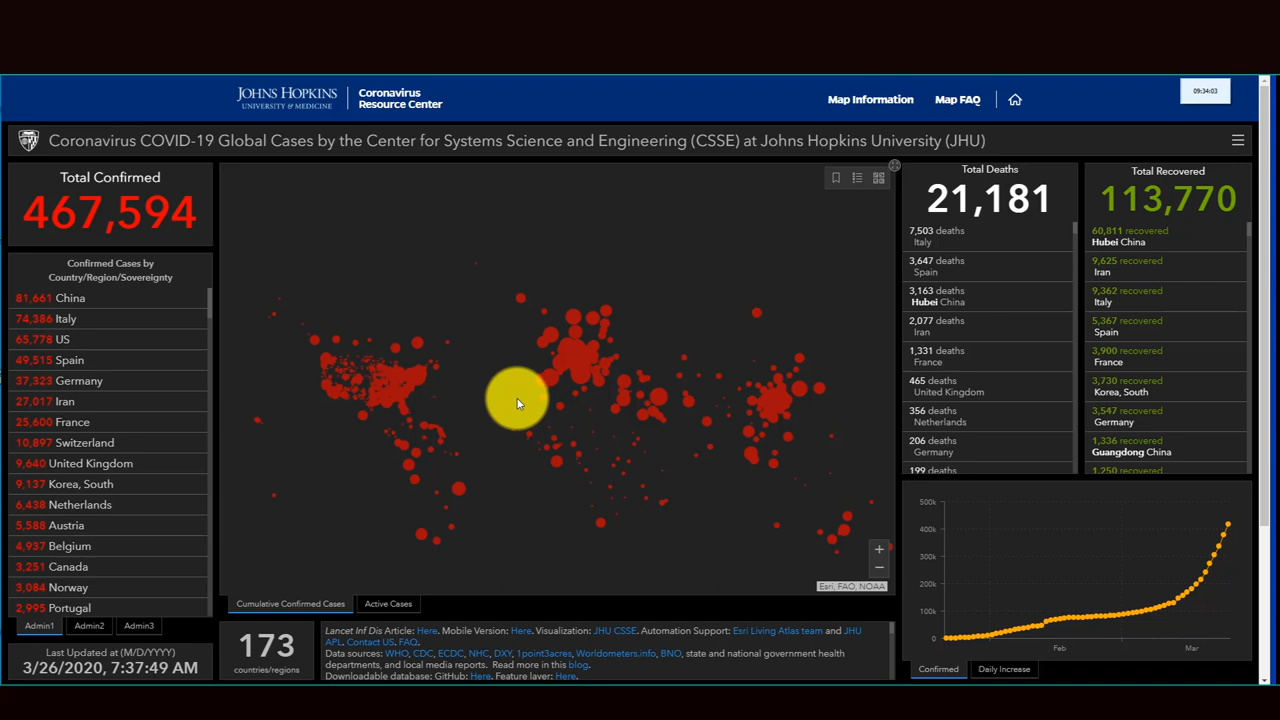 JOHNS HOPKINS
UNIVERSITY & MEDICINE
Coronavirus
Resource Center
Map Information
Map FAQ
09:34:03
Coronavirus COVID-19 Global Cases by the Center for Systems Science and Engineering (CSSE) at Johns Hopkins University (JHU)
Total Confirmed
467,594
Confirmed Cases by
Country/Region/Sovereignty
81,661 China
74,386 Italy
65,778 US
49,515 Spain
37,323 Germany
27,017 Iran
25,600 France
10,897 Switzerland
9,640 United Kingdom
9,137 Korea, South
6,438 Netherlands
5,588 Austria
4,937 Belgium
3,251 Canada
3,084 Norway
2,995 Portugal
Admin1
Admin2
Admin3
Last Updated at (M/D/YYYY)
3/26/2020, 7:37:49 AM
+
−
Esri, FAO, NOAA
Cumulative Confirmed Cases
Active Cases
173
countries/regions
Lancet Inf Dis Article: Here. Mobile Version: Here. Visualization: JHU CSSE. Automation Support: Esri Living Atlas team and JHU
APL. Contact US. FAQ.
Data sources: WHO, CDC, ECDC, NHC, DXY, 1point3acres, Worldometers.info, BNO, state and national government health
departments, and local media reports. Read more in this blog.
Downloadable database: GitHub: Here. Feature layer: Here.
Total Deaths
21,181
7,503 deaths
Italy
3,647 deaths
Spain
3,163 deaths
Hubei China
2,077 deaths
Iran
1,331 deaths
France
465 deaths
United Kingdom
356 deaths
Netherlands
206 deaths
Germany
199 deaths
Total Recovered
113,770
60,811 recovered
Hubei China
9,625 recovered
Iran
9,362 recovered
Italy
5,367 recovered
Spain
3,900 recovered
France
3,730 recovered
Korea, South
3,547 recovered
Germany
1,336 recovered
Guangdong China
1,250 recovered
500k
400k
300k
200k
100k
0
Feb
Mar
Confirmed
Daily Increase